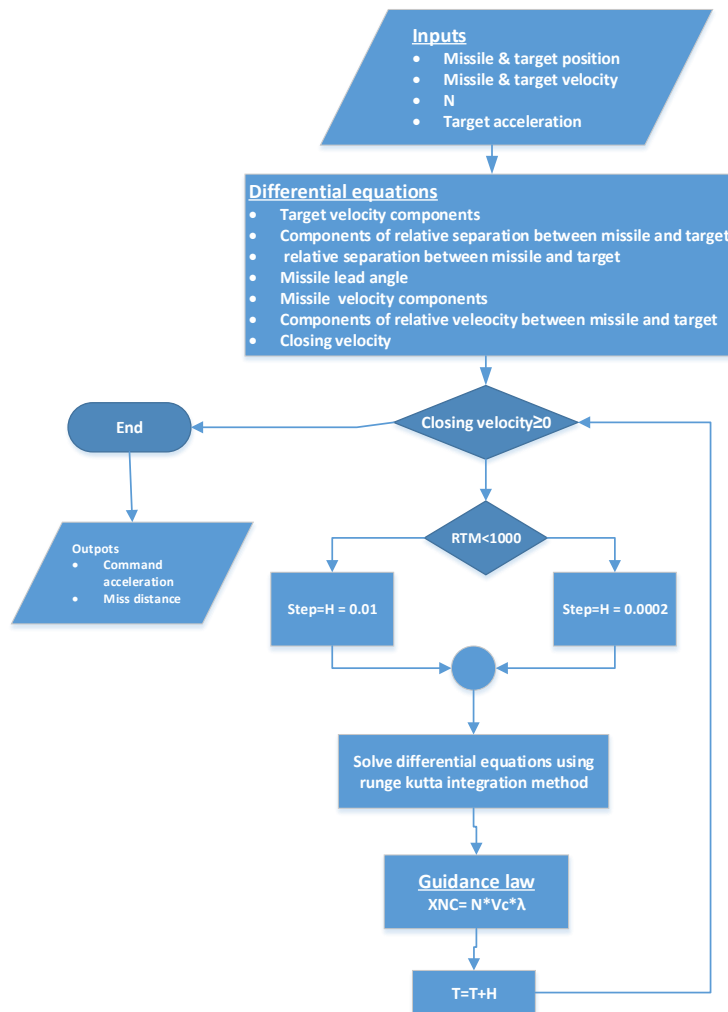 Inputs
• Missile & target position
• Missile & target velocity
• N
• Target acceleration
Differential equations
• Target velocity components
• Components of relative separation between missile and target
• relative separation between missile and target
• Missile lead angle
• Missile velocity components
• Components of relative veleocity between missile and target
• Closing velocity
End
Closing velocity≥0
RTM<1000
Outpots
• Command
acceleration
• Miss distance
Step=H = 0.01
Step=H = 0.0002
Solve differential equations using
runge kutta integration method
Guidance law
XNC= N*Vc*λ
T=T+H